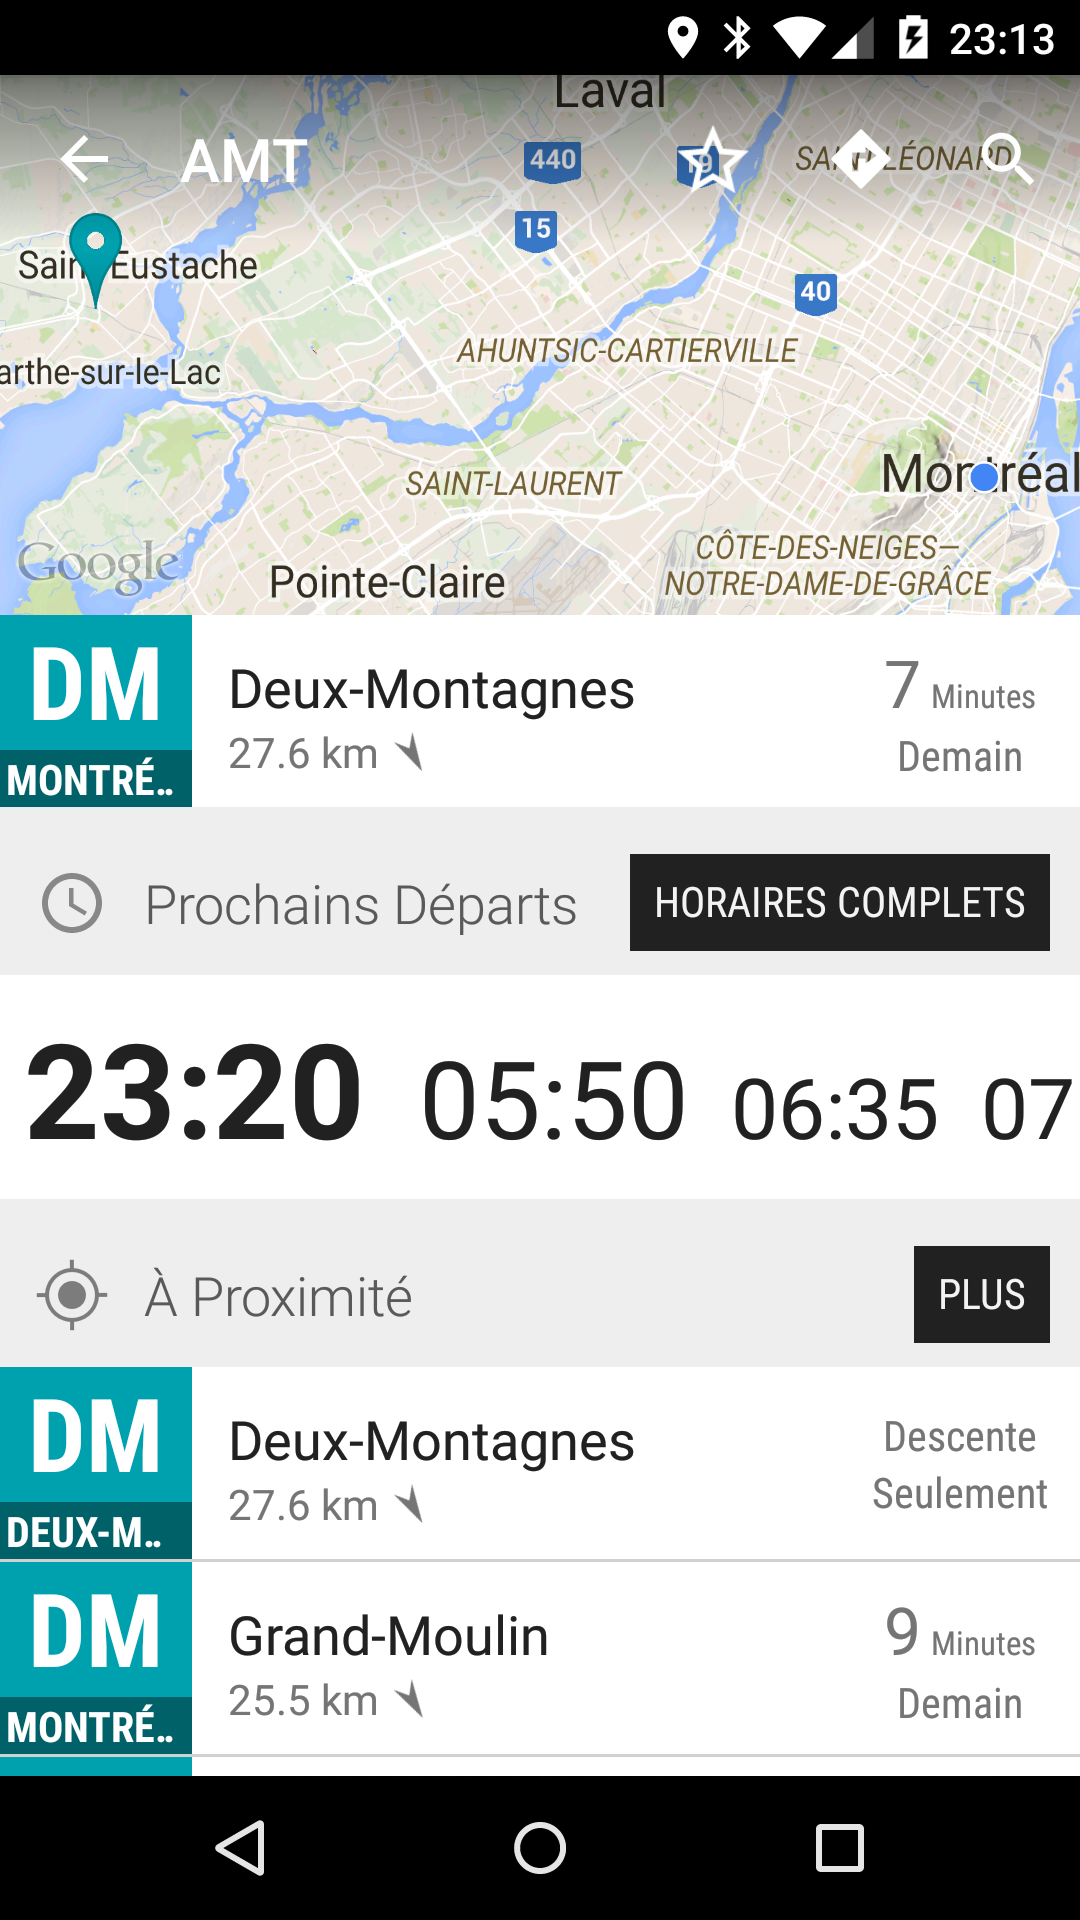 23:13
Laval
AMT
440
19
SAINT-LÉONARD
15
Saint-Eustache
40
AHUNTSIC-CARTIERVILLE
arthe-sur-le-Lac
Montréal
SAINT-LAURENT
CÔTE-DES-NEIGES—
NOTRE-DAME-DE-GRÂCE
Google
Pointe-Claire
DM
MONTRÉ..
Deux-Montagnes
27.6 km
7 Minutes
Demain
Prochains Départs
HORAIRES COMPLETS
23:20 05:50 06:35 07
À Proximité
PLUS
DM
DEUX-M..
Deux-Montagnes
27.6 km
Descente
Seulement
DM
MONTRÉ..
Grand-Moulin
25.5 km
9 Minutes
Demain